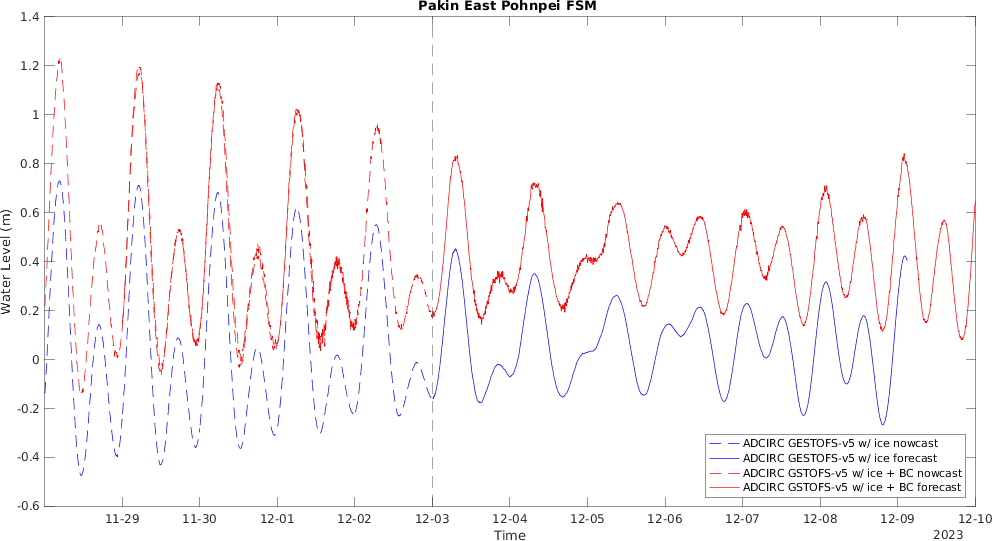 Pakin East Pohnpei FSM
1.4
1.2
1
0.8
0.6
0.4
0.2
0
-0.2
-0.4
-0.6
Water Level (m)
ADCIRC GESTOFS-v5 w/ ice nowcast
ADCIRC GESTOFS-v5 w/ ice forecast
ADCIRC GSTOFS-v5 w/ ice + BC nowcast
ADCIRC GSTOFS-v5 w/ ice + BC forecast
11-29 11-30 12-01 12-02 12-03 12-04 12-05 12-06 12-07 12-08 12-09 12-10
Time
2023